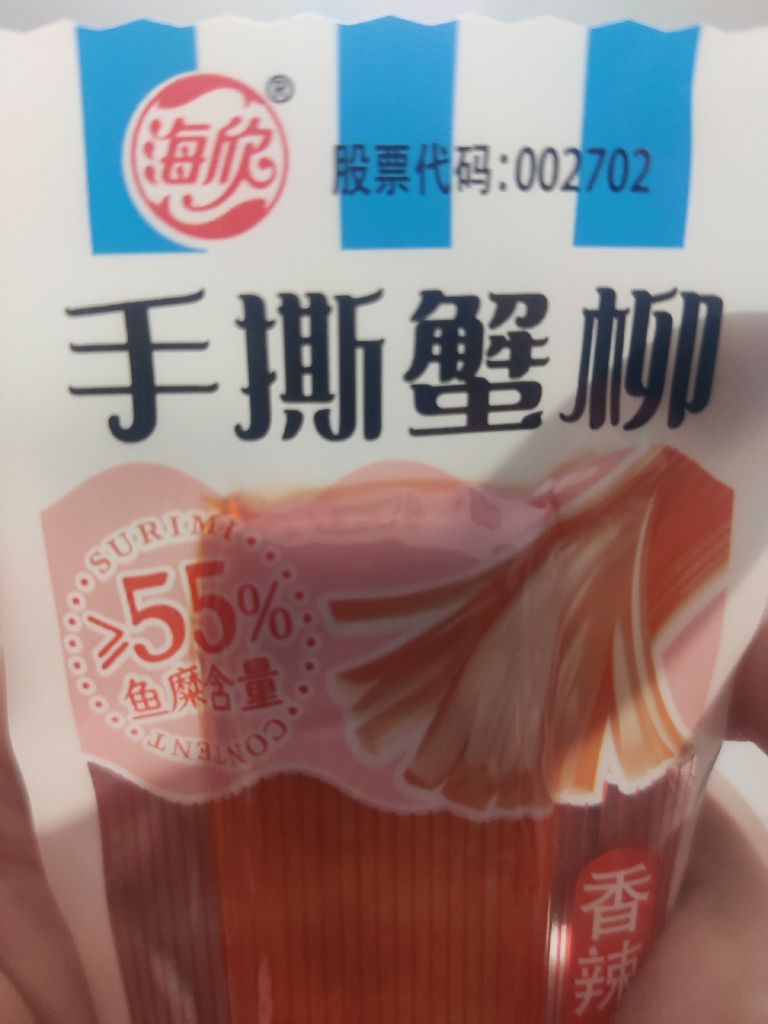 海欣®
股票代码:002702
手撕蟹柳
SURIMI
≥55%
鱼糜含量
CONTENT
香辣